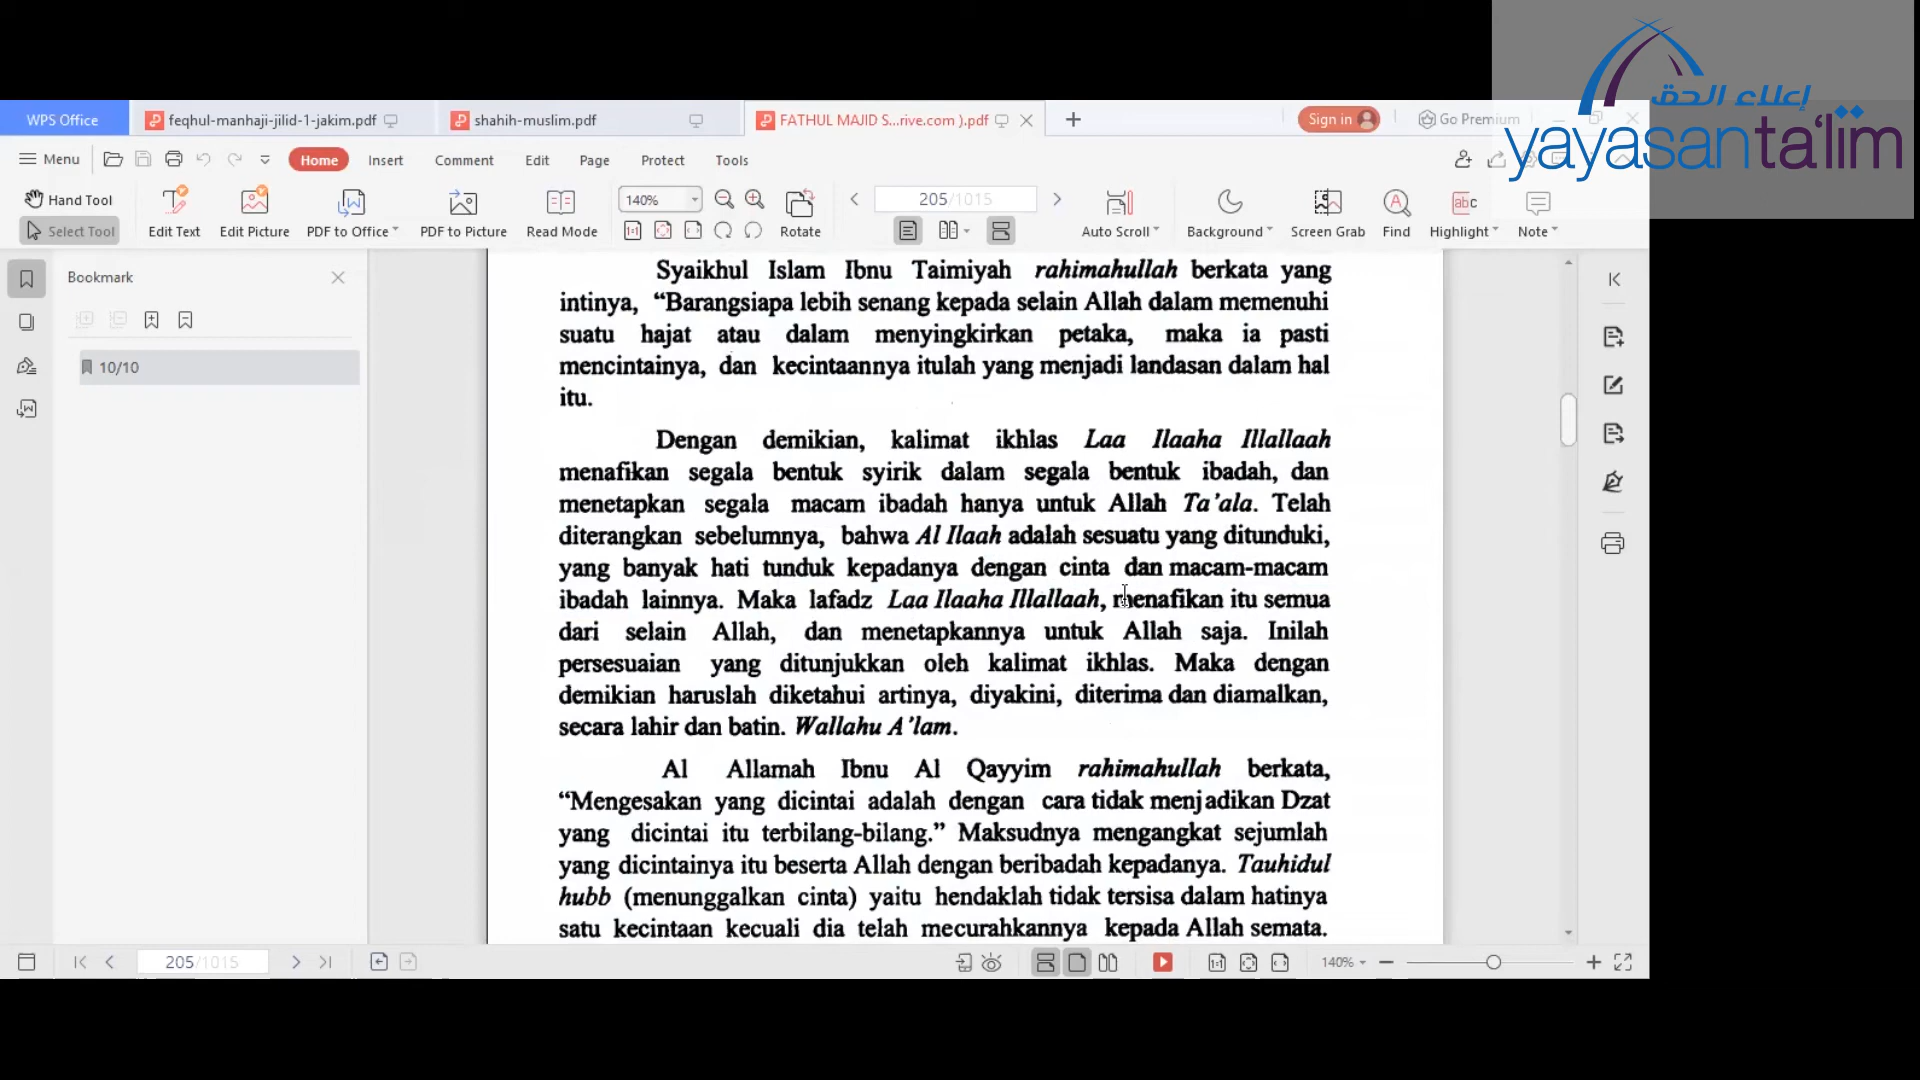 إعلاء الحق
yayasanta'lim
WPS Office
feqhul-manhaji-jilid-1-jakim.pdf
shahih-muslim.pdf
FATHUL MAJID S...rive.com ).pdf
Sign in
Go Premium
Menu
Home
Insert
Comment
Edit
Page
Protect
Tools
Hand Tool
Select Tool
Edit Text
Edit Picture
PDF to Office
PDF to Picture
Read Mode
140%
Rotate
205/1015
Auto Scroll
Background
Screen Grab
Find
Highlight
Note
Bookmark
10/10
Syaikhul Islam Ibnu Taimiyah rahimahullah berkata yang
intinya, “Barangsiapa lebih senang kepada selain Allah dalam memenuhi
suatu hajat atau dalam menyingkirkan petaka, maka ia pasti
mencintainya, dan kecintaannya itulah yang menjadi landasan dalam hal
itu.
Dengan demikian, kalimat ikhlas Laa Ilaaha Illallaah
menafikan segala bentuk syirik dalam segala bentuk ibadah, dan
menetapkan segala macam ibadah hanya untuk Allah Ta’ala. Telah
diterangkan sebelumnya, bahwa Al Ilaah adalah sesuatu yang ditunduki,
yang banyak hati tunduk kepadanya dengan cinta dan macam-macam
ibadah lainnya. Maka lafadz Laa Ilaaha Illallaah, menafikan itu semua
dari selain Allah, dan menetapkannya untuk Allah saja. Inilah
persesuaian yang ditunjukkan oleh kalimat ikhlas. Maka dengan
demikian haruslah diketahui artinya, diyakini, diterima dan diamalkan,
secara lahir dan batin. Wallahu A’lam.
Al Allamah Ibnu Al Qayyim rahimahullah berkata,
“Mengesakan yang dicintai adalah dengan cara tidak menjadikan Dzat
yang dicintai itu terbilang-bilang.” Maksudnya mengangkat sejumlah
yang dicintainya itu beserta Allah dengan beribadah kepadanya. Tauhidul
hubb (menunggalkan cinta) yaitu hendaklah tidak tersisa dalam hatinya
satu kecintaan kecuali dia telah mecurahkannya kepada Allah semata.
205/1015
140%